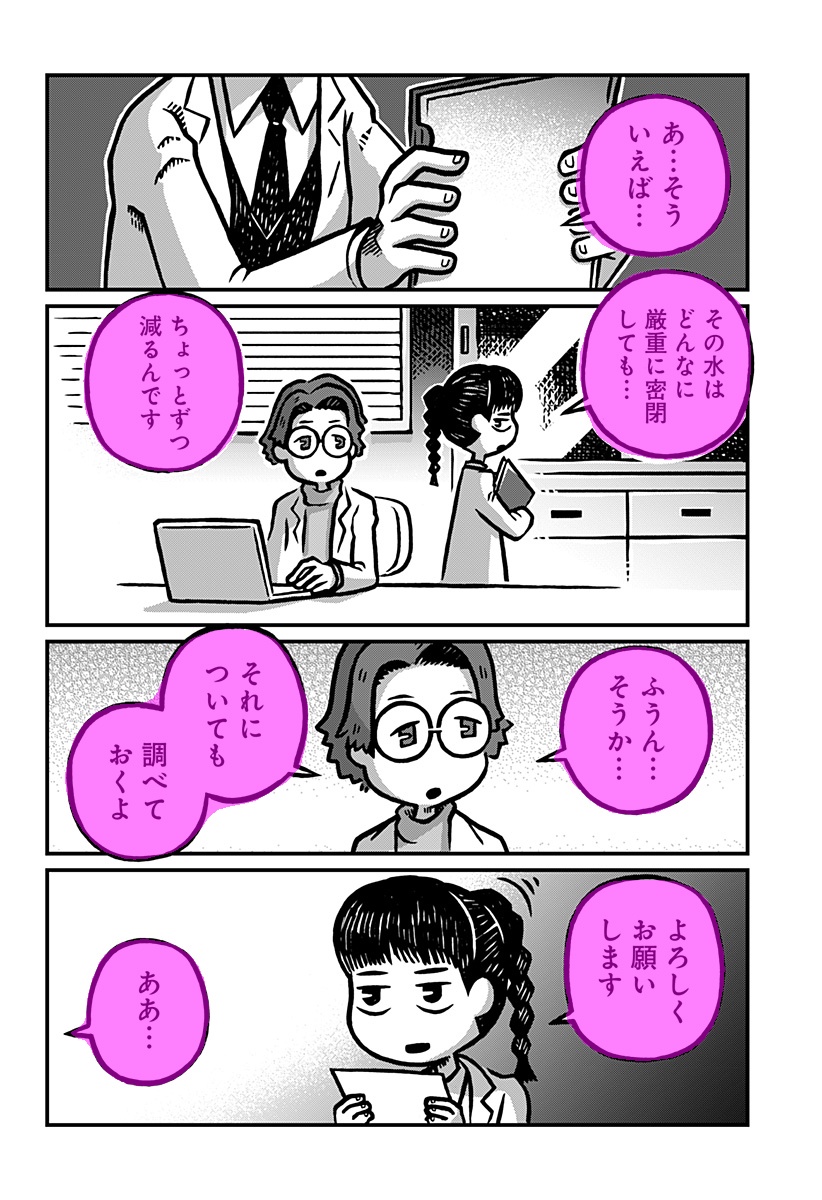 あ…そう
いえば…
その水は
どんなに
厳重に密閉
しても…
ちょっとずつ
減るんです
ふうん…
そうか…
それに
ついても
調べて
おくよ
よろしく
お願い
します
ああ…